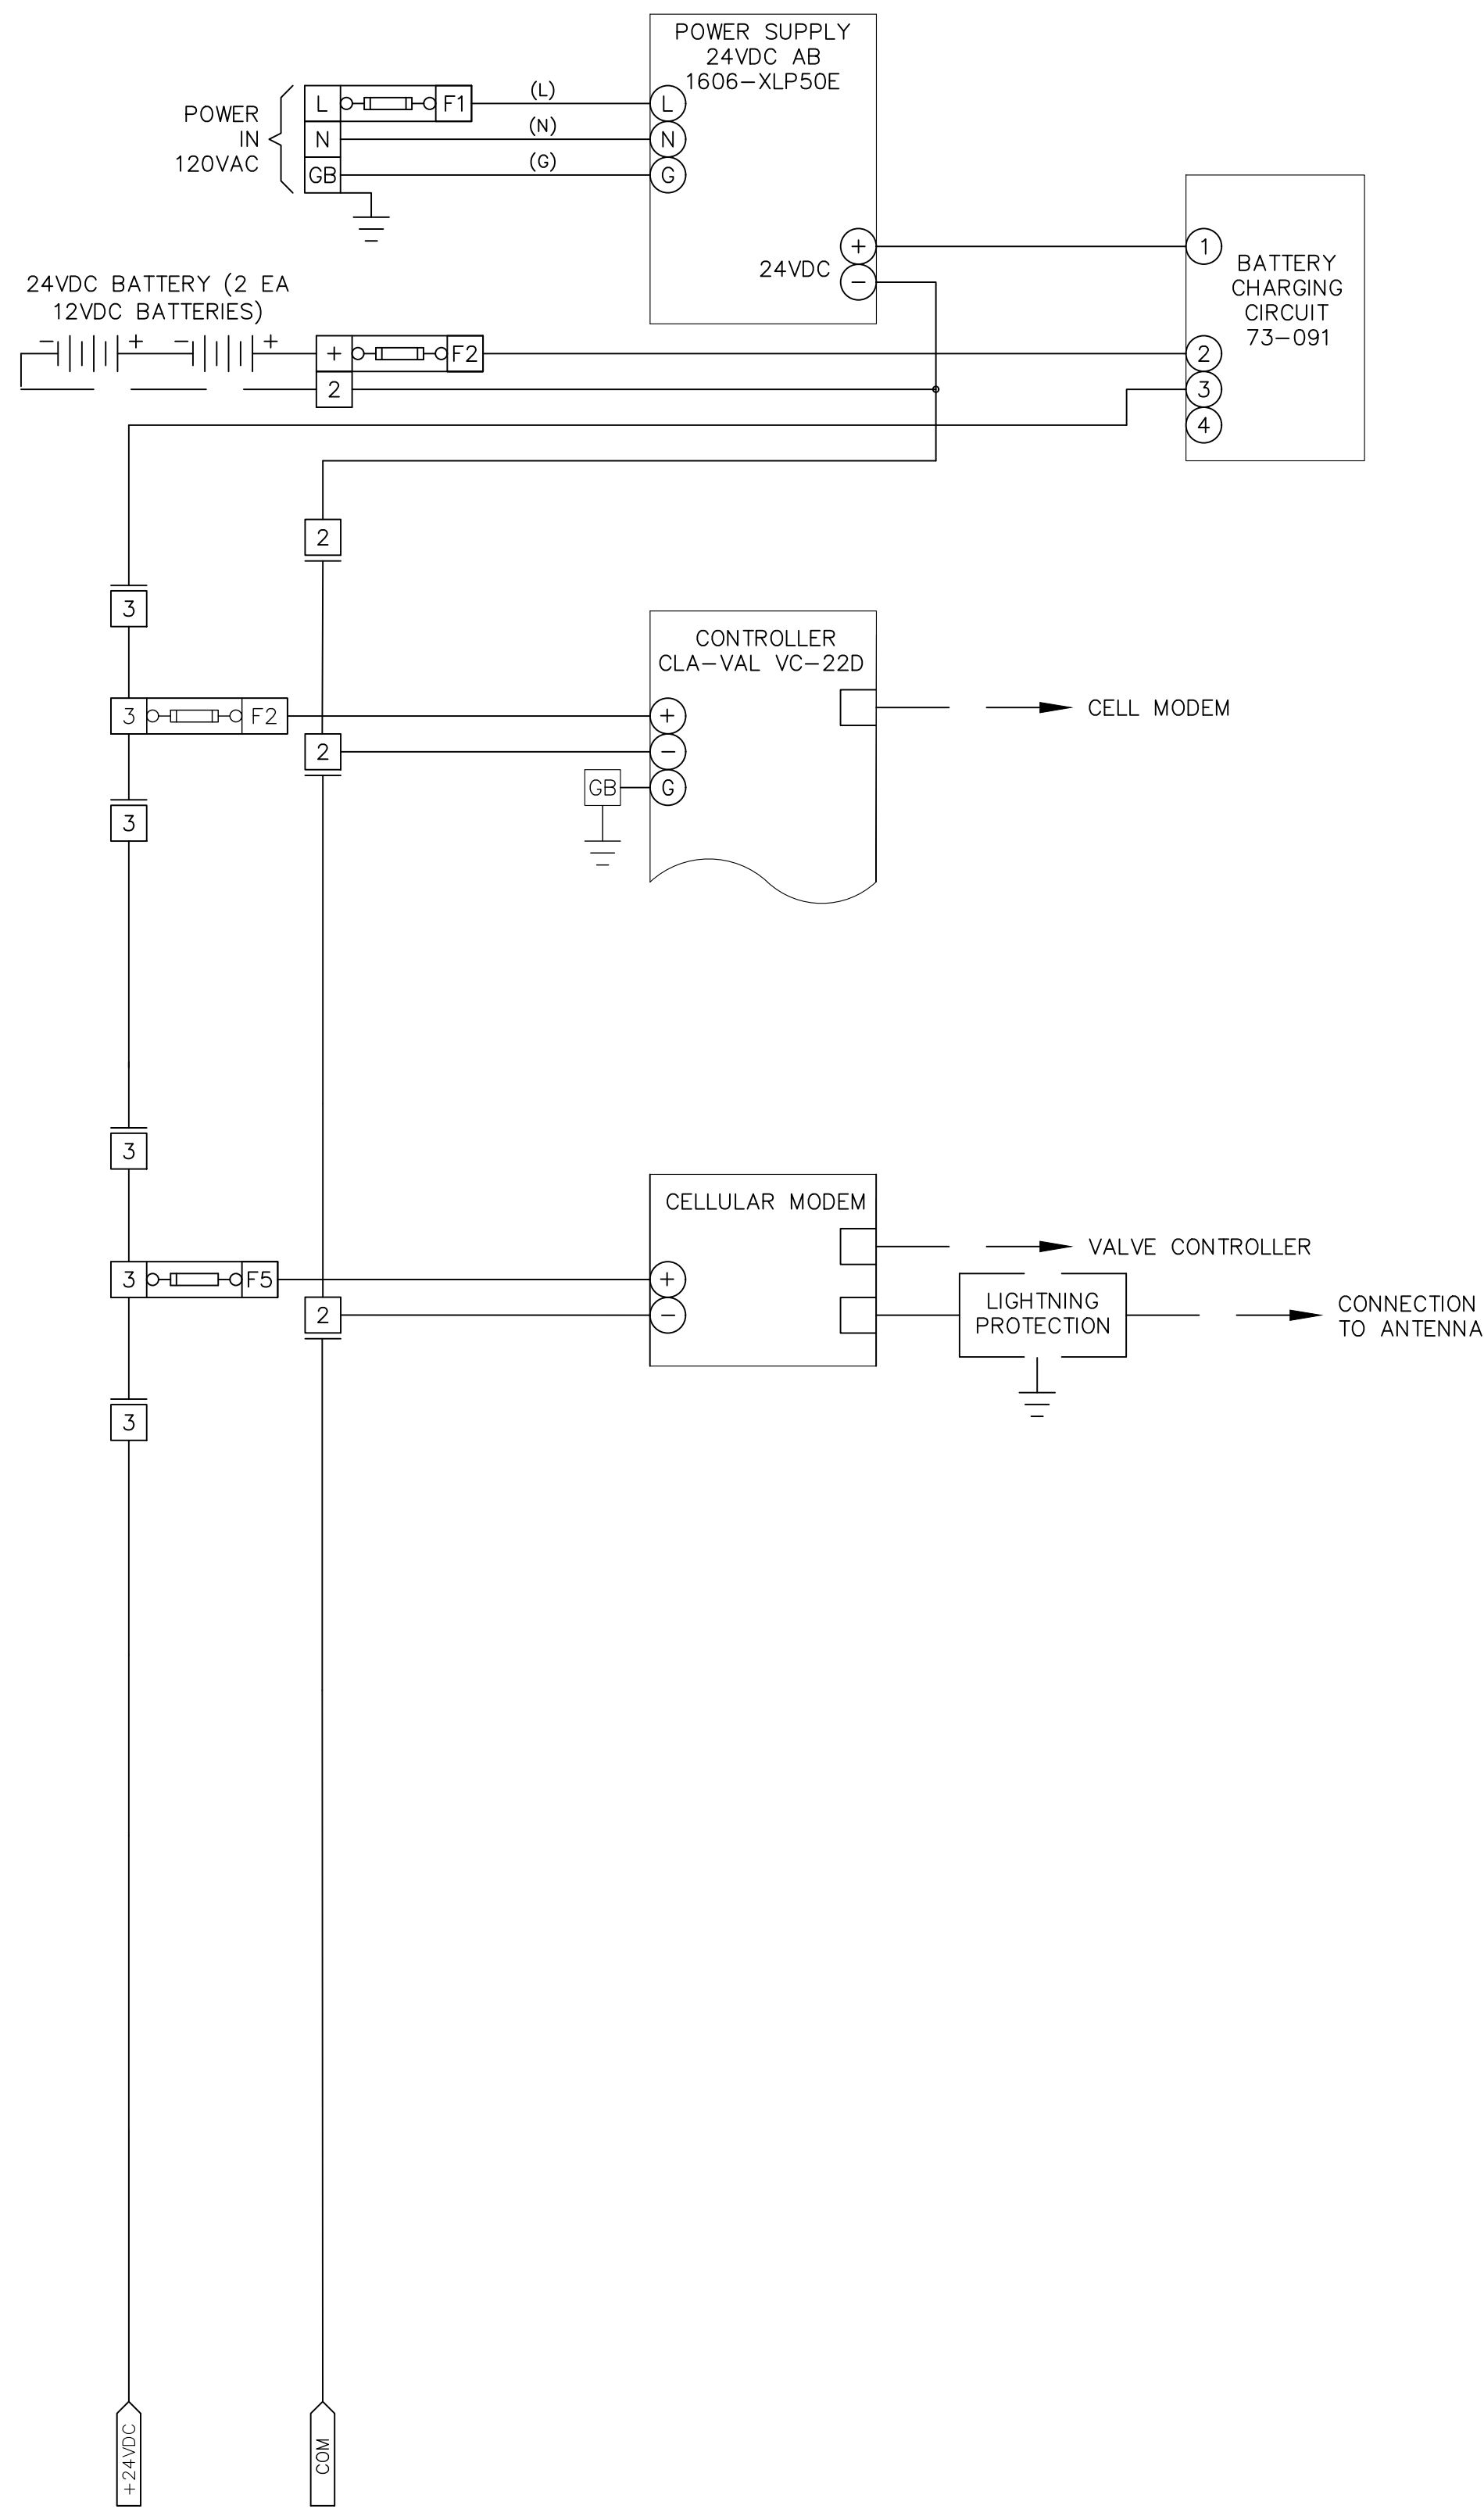 POWER SUPPLY
24VDC AB
1606-XLP50E
POWER
IN
120VAC
L
F1
(L)
L
N
(N)
N
GB
(G)
G
+
24VDC
-
1
BATTERY
CHARGING
CIRCUIT
73-091
2
3
4
24VDC BATTERY (2 EA
12VDC BATTERIES)
- + - +
+
F2
2
2
3
CONTROLLER
CLA-VAL VC-22D
CELL MODEM
3
F2
+
2
-
GB
G
3
3
CELLULAR MODEM
VALVE CONTROLLER
3
F5
+
2
-
LIGHTNING
PROTECTION
CONNECTION
TO ANTENNA
3
+24VDC
COM